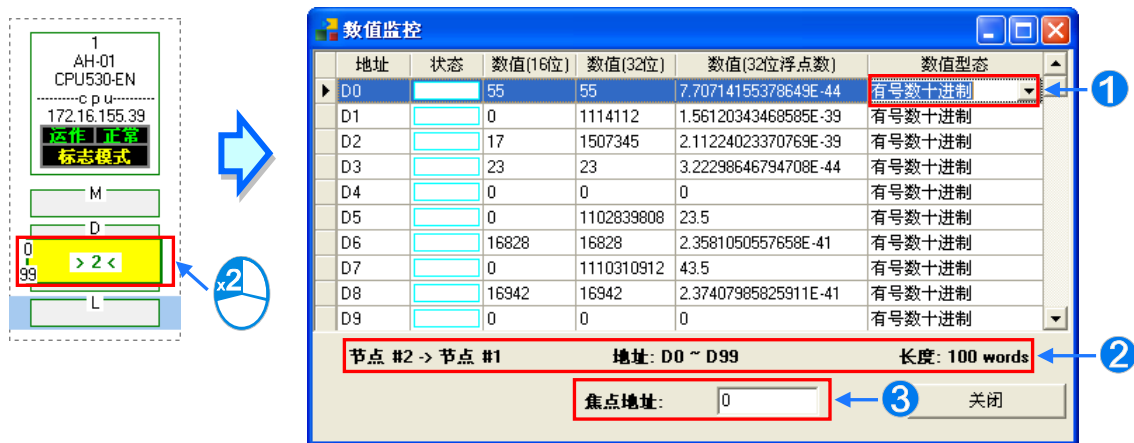 1
AH-01
CPU530-EN
---------c p u---------
172.16.155.39
运作 正常
标志模式
M
D
0
99
> 2 <
L
x2
数值监控
地址 状态 数值(16位) 数值(32位) 数值(32位浮点数) 数值型态
D0 55 55 7.70714155378649E-44 有号数十进制
D1 0 1114112 1.56120343468585E-39 有号数十进制
D2 17 1507345 2.11224023370769E-39 有号数十进制
D3 23 23 3.22298646794708E-44 有号数十进制
D4 0 0 0 有号数十进制
D5 0 1102839808 23.5 有号数十进制
D6 16828 16828 2.3581050557658E-41 有号数十进制
D7 0 1110310912 43.5 有号数十进制
D8 16942 16942 2.37407985825911E-41 有号数十进制
D9 0 0 0 有号数十进制
1
节点 #2 -> 节点 #1 地址: D0 ~ D99 长度: 100 words
2
焦点地址: 0
3
关闭